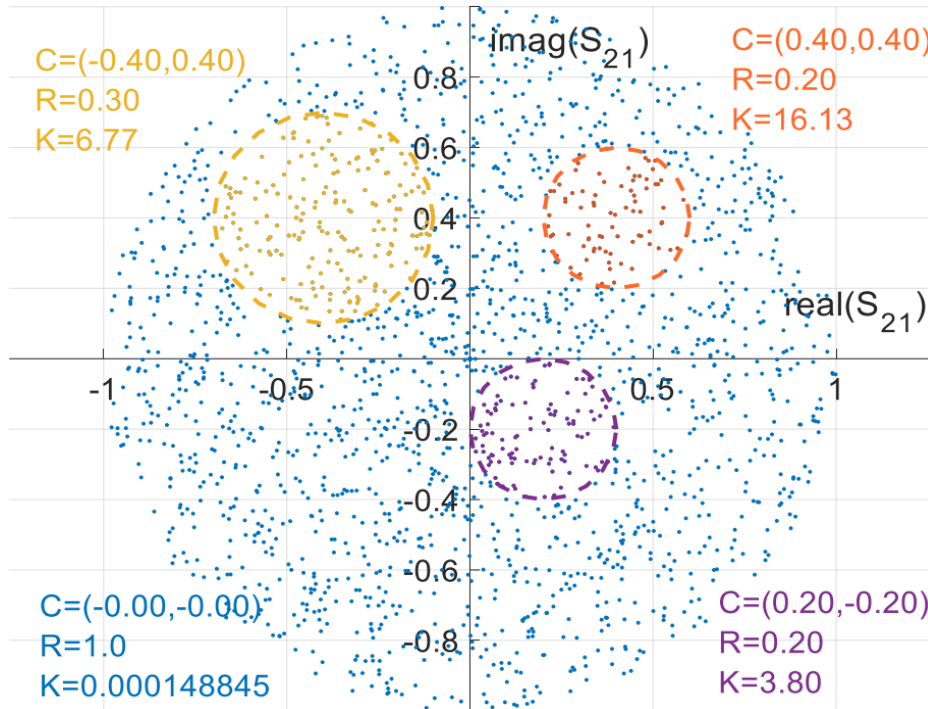 imag(S21)
C=(-0.40,0.40)
R=0.30
K=6.77
C=(0.40,0.40)
R=0.20
K=16.13
0.8
0.6
0.4
0.2
real(S21)
-1
-0.5
0.5
1
-0.2
-0.4
-0.6
-0.8
C=(-0.00,-0.00)
R=1.0
K=0.000148845
C=(0.20,-0.20)
R=0.20
K=3.80